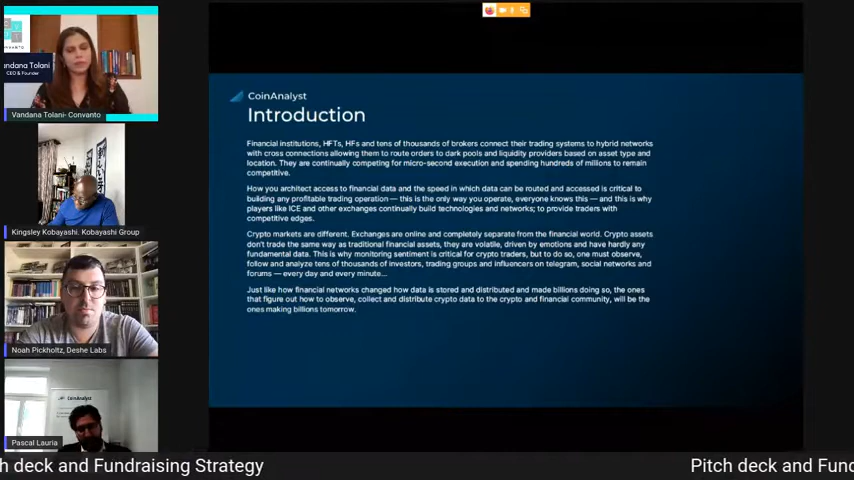 Vandana Tolani
CEO & Founder
Vandana Tolani- Convanto
Kingsley Kobayashi. Kobayashi Group
Noah Pickholtz, Deshe Labs
CoinAnalyst
Pascal Lauria
CoinAnalyst
Introduction
Financial institutions, HFTs, HFs and tens of thousands of brokers connect their trading systems to hybrid networks
with cross connections allowing them to route orders to dark pools and liquidity providers based on asset type and
location. They are continually competing for micro-second execution and spending hundreds of millions to remain
competitive.
How you architect access to financial data and the speed in which data can be routed and accessed is critical to
building any profitable trading operation — this is the only way you operate, everyone knows this — and this is why
players like ICE and other exchanges continually build technologies and networks; to provide traders with
competitive edges.
Crypto markets are different. Exchanges are online and completely separate from the financial world. Crypto assets
don't trade the same way as traditional financial assets, they are volatile, driven by emotions and have hardly any
fundamental data. This is why monitoring sentiment is critical for crypto traders, but to do so, one must observe,
follow and analyze tens of thousands of investors, trading groups and influencers on telegram, social networks and
forums — every day and every minute...
Just like how financial networks changed how data is stored and distributed and made billions doing so, the ones
that figure out how to observe, collect and distribute crypto data to the crypto and financial community, will be the
ones making billions tomorrow.
h deck and Fundraising Strategy
Pitch deck and Func